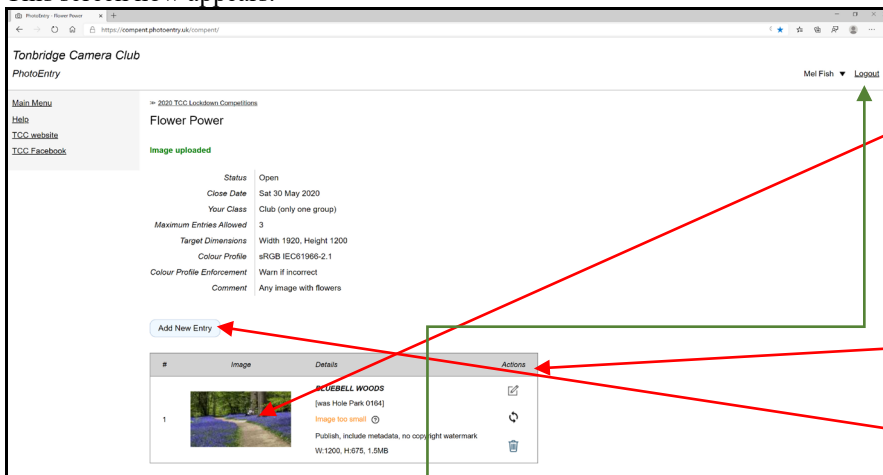 PhotoEntry - Flower Power
https://compent.photoentry.uk/compent/
Tonbridge Camera Club
PhotoEntry
Mel Fish ▼ Logout
Main Menu
Help
TCC website
TCC Facebook
2020 TCC Lockdown Competitions
Flower Power
Image uploaded
Status Open
Close Date Sat 30 May 2020
Your Class Club (only one group)
Maximum Entries Allowed 3
Target Dimensions Width 1920, Height 1200
Colour Profile sRGB IEC61966-2.1
Colour Profile Enforcement Warn if incorrect
Comment Any image with flowers
Add New Entry
# Image Details Actions
BLUEBELL WOODS
[was Hole Park 0164]
Image too small ?
1
Publish, include metadata, no copyright watermark
W:1200, H:675, 1.5MB